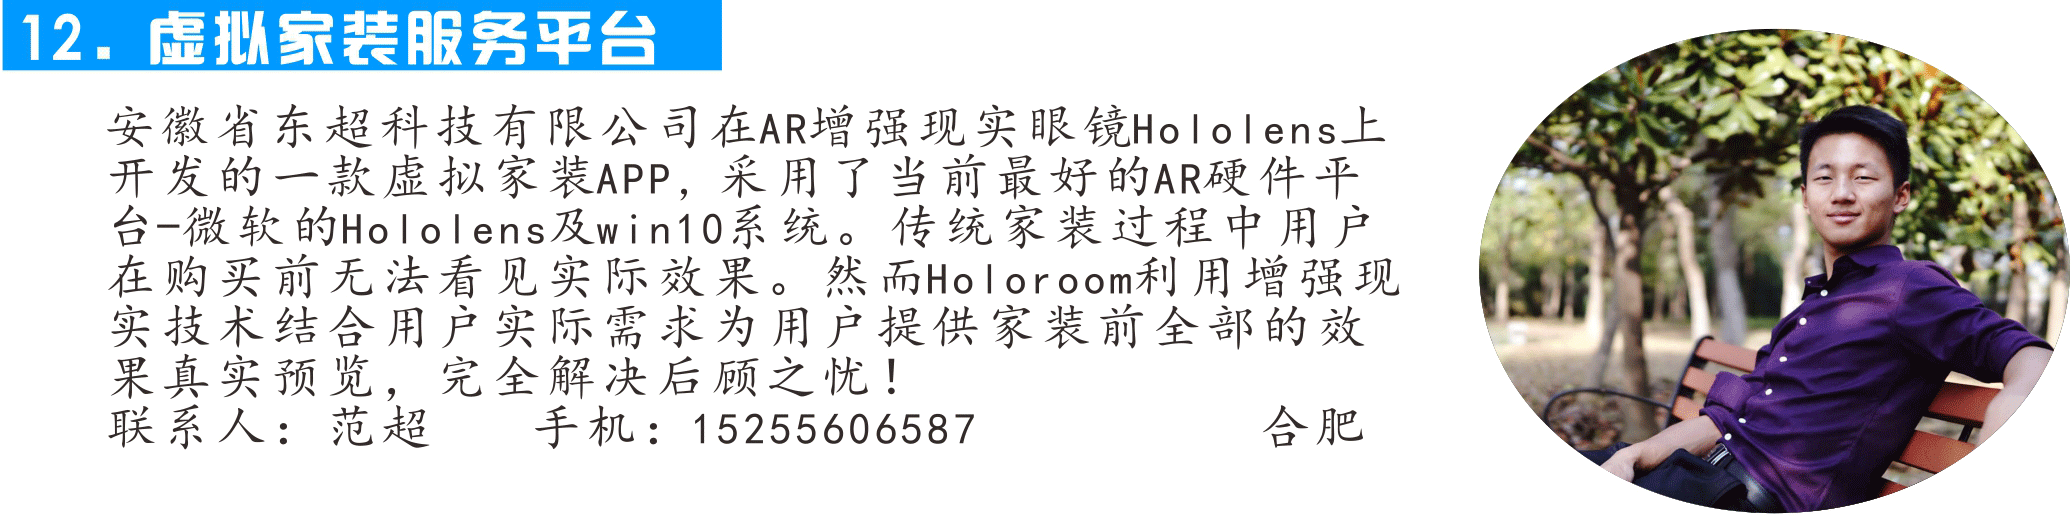 12. 虚拟家装服务平台
安徽省东超科技有限公司在AR增强现实眼镜Hololens上
开发的一款虚拟家装APP，采用了当前最好的AR硬件平
台-微软的Hololens及win10系统。传统家装过程中用户
在购买前无法看见实际效果。然而Holoroom利用增强现
实技术结合用户实际需求为用户提供家装前全部的效
果真实预览，完全解决后顾之忧！
联系人：范超 手机：15255606587 合肥